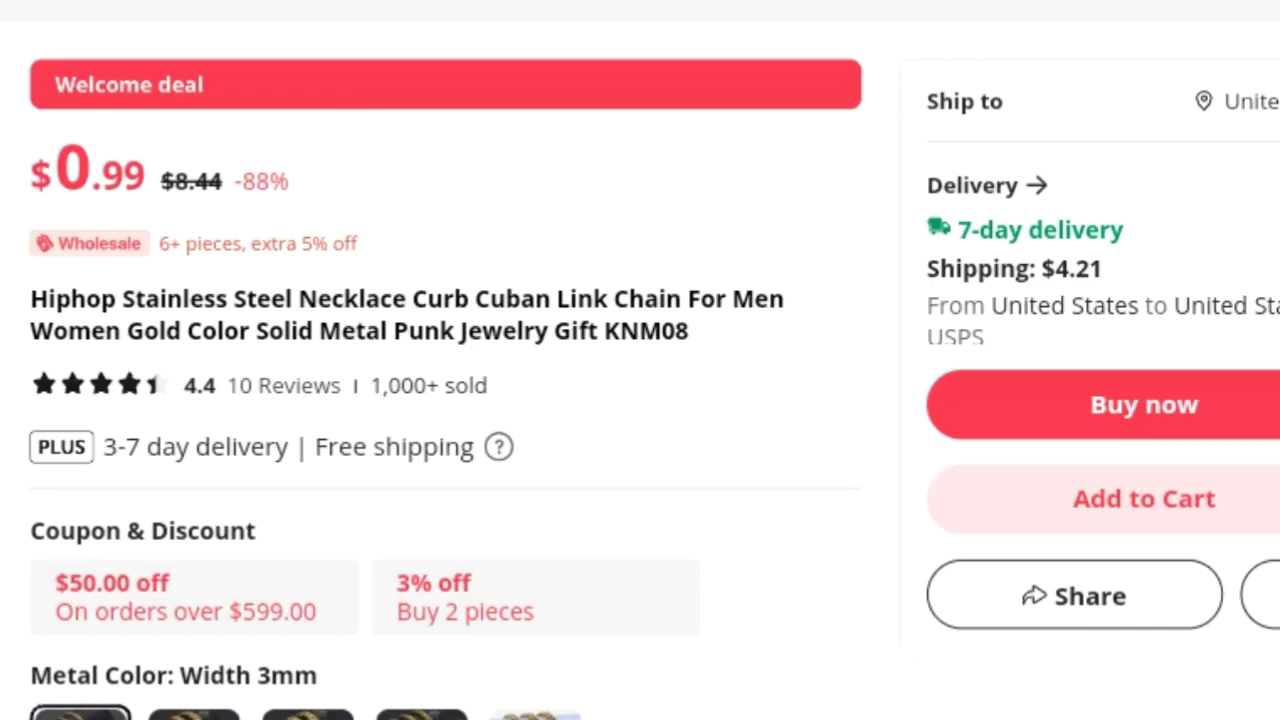 Welcome deal
$0.99 $8.44 -88%
Wholesale 6+ pieces, extra 5% off
Hiphop Stainless Steel Necklace Curb Cuban Link Chain For Men
Women Gold Color Solid Metal Punk Jewelry Gift KNM08
4.4 10 Reviews | 1,000+ sold
PLUS 3-7 day delivery | Free shipping ?
Coupon & Discount
$50.00 off
On orders over $599.00
3% off
Buy 2 pieces
Metal Color: Width 3mm
Ship to
Delivery →
7-day delivery
Shipping: $4.21
From United States to United
USPS
Buy now
Add to Cart
Share